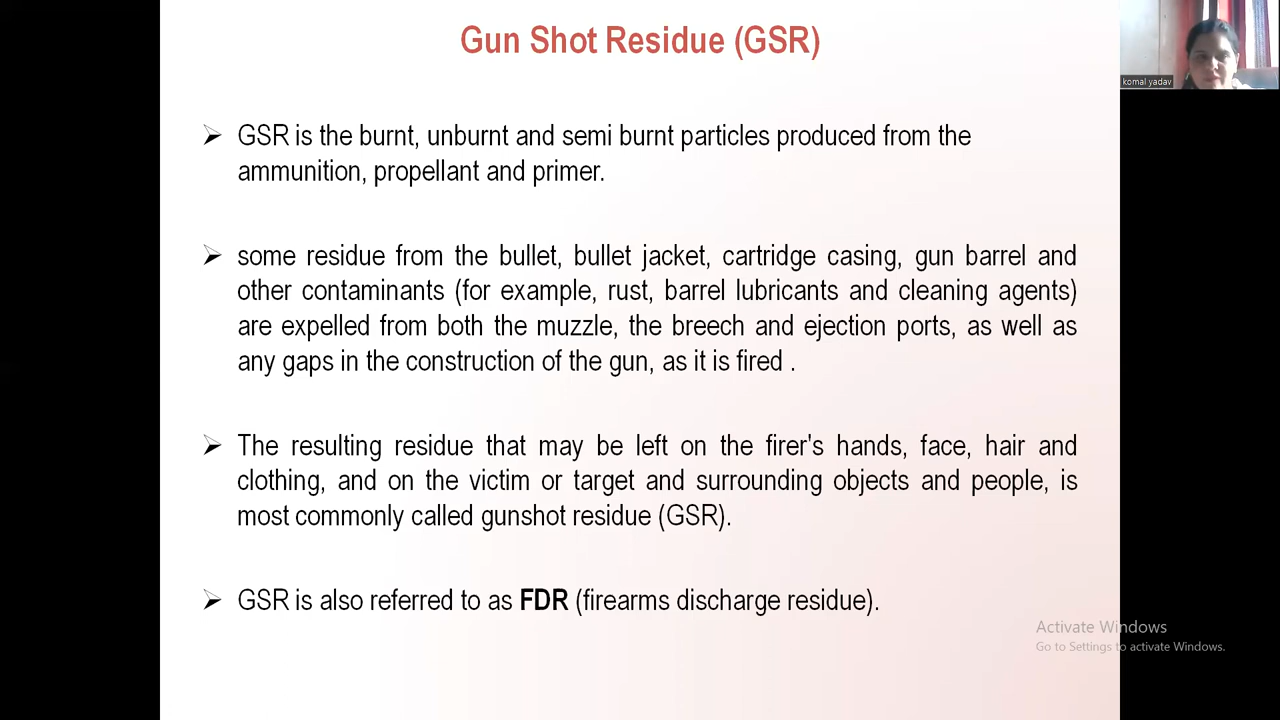 Gun Shot Residue (GSR)
komal yadav
GSR is the burnt, unburnt and semi burnt particles produced from the
ammunition, propellant and primer.
some residue from the bullet, bullet jacket, cartridge casing, gun barrel and
other contaminants (for example, rust, barrel lubricants and cleaning agents)
are expelled from both the muzzle, the breech and ejection ports, as well as
any gaps in the construction of the gun, as it is fired .
The resulting residue that may be left on the firer's hands, face, hair and
clothing, and on the victim or target and surrounding objects and people, is
most commonly called gunshot residue (GSR).
GSR is also referred to as FDR (firearms discharge residue).
Activate Windows
Go to Settings to activate Windows.